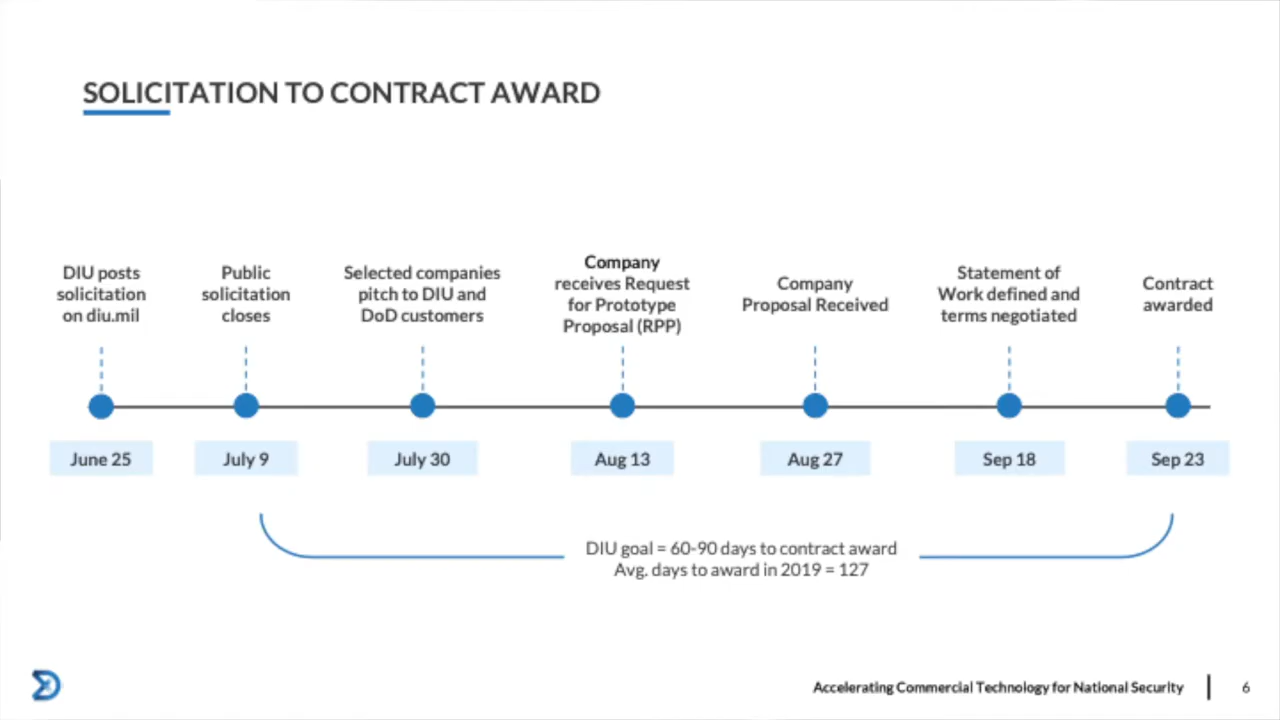 SOLICITATION TO CONTRACT AWARD
DIU posts
solicitation
on diu.mil
Public
solicitation
closes
Selected companies
pitch to DIU and
DoD customers
Company
receives Request
for Prototype
Proposal (RPP)
Company
Proposal Received
Statement of
Work defined and
terms negotiated
Contract
awarded
June 25
July 9
July 30
Aug 13
Aug 27
Sep 18
Sep 23
DIU goal = 60-90 days to contract award
Avg. days to award in 2019 = 127
Accelerating Commercial Technology for National Security
6